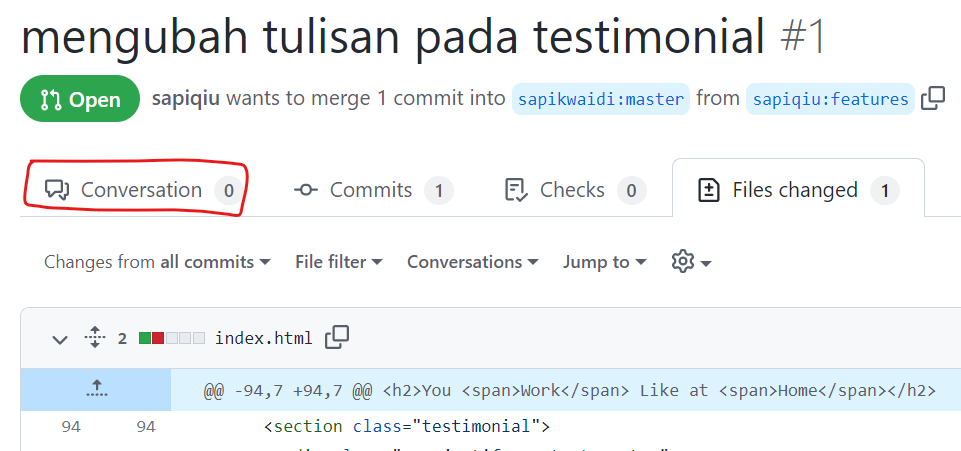 mengubah tulisan pada testimonial #1
Open sapiqiu wants to merge 1 commit into sapikwaidi:master from sapiqiu:features
Conversation 0 Commits 1 Checks 0 Files changed 1
Changes from all commits File filter Conversations Jump to
2 index.html
@@ -94,7 +94,7 @@ <h2>You <span>Work</span> Like at <span>Home</span></h2>
94 94 <section class="testimonial">